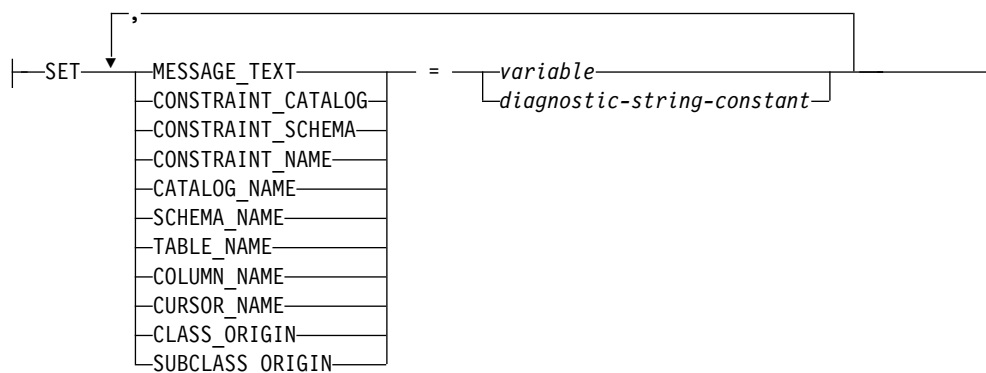 ,
SET MESSAGE_TEXT = variable
CONSTRAINT_CATALOG diagnostic-string-constant
CONSTRAINT_SCHEMA
CONSTRAINT_NAME
CATALOG_NAME
SCHEMA_NAME
TABLE_NAME
COLUMN_NAME
CURSOR_NAME
CLASS_ORIGIN
SUBCLASS_ORIGIN